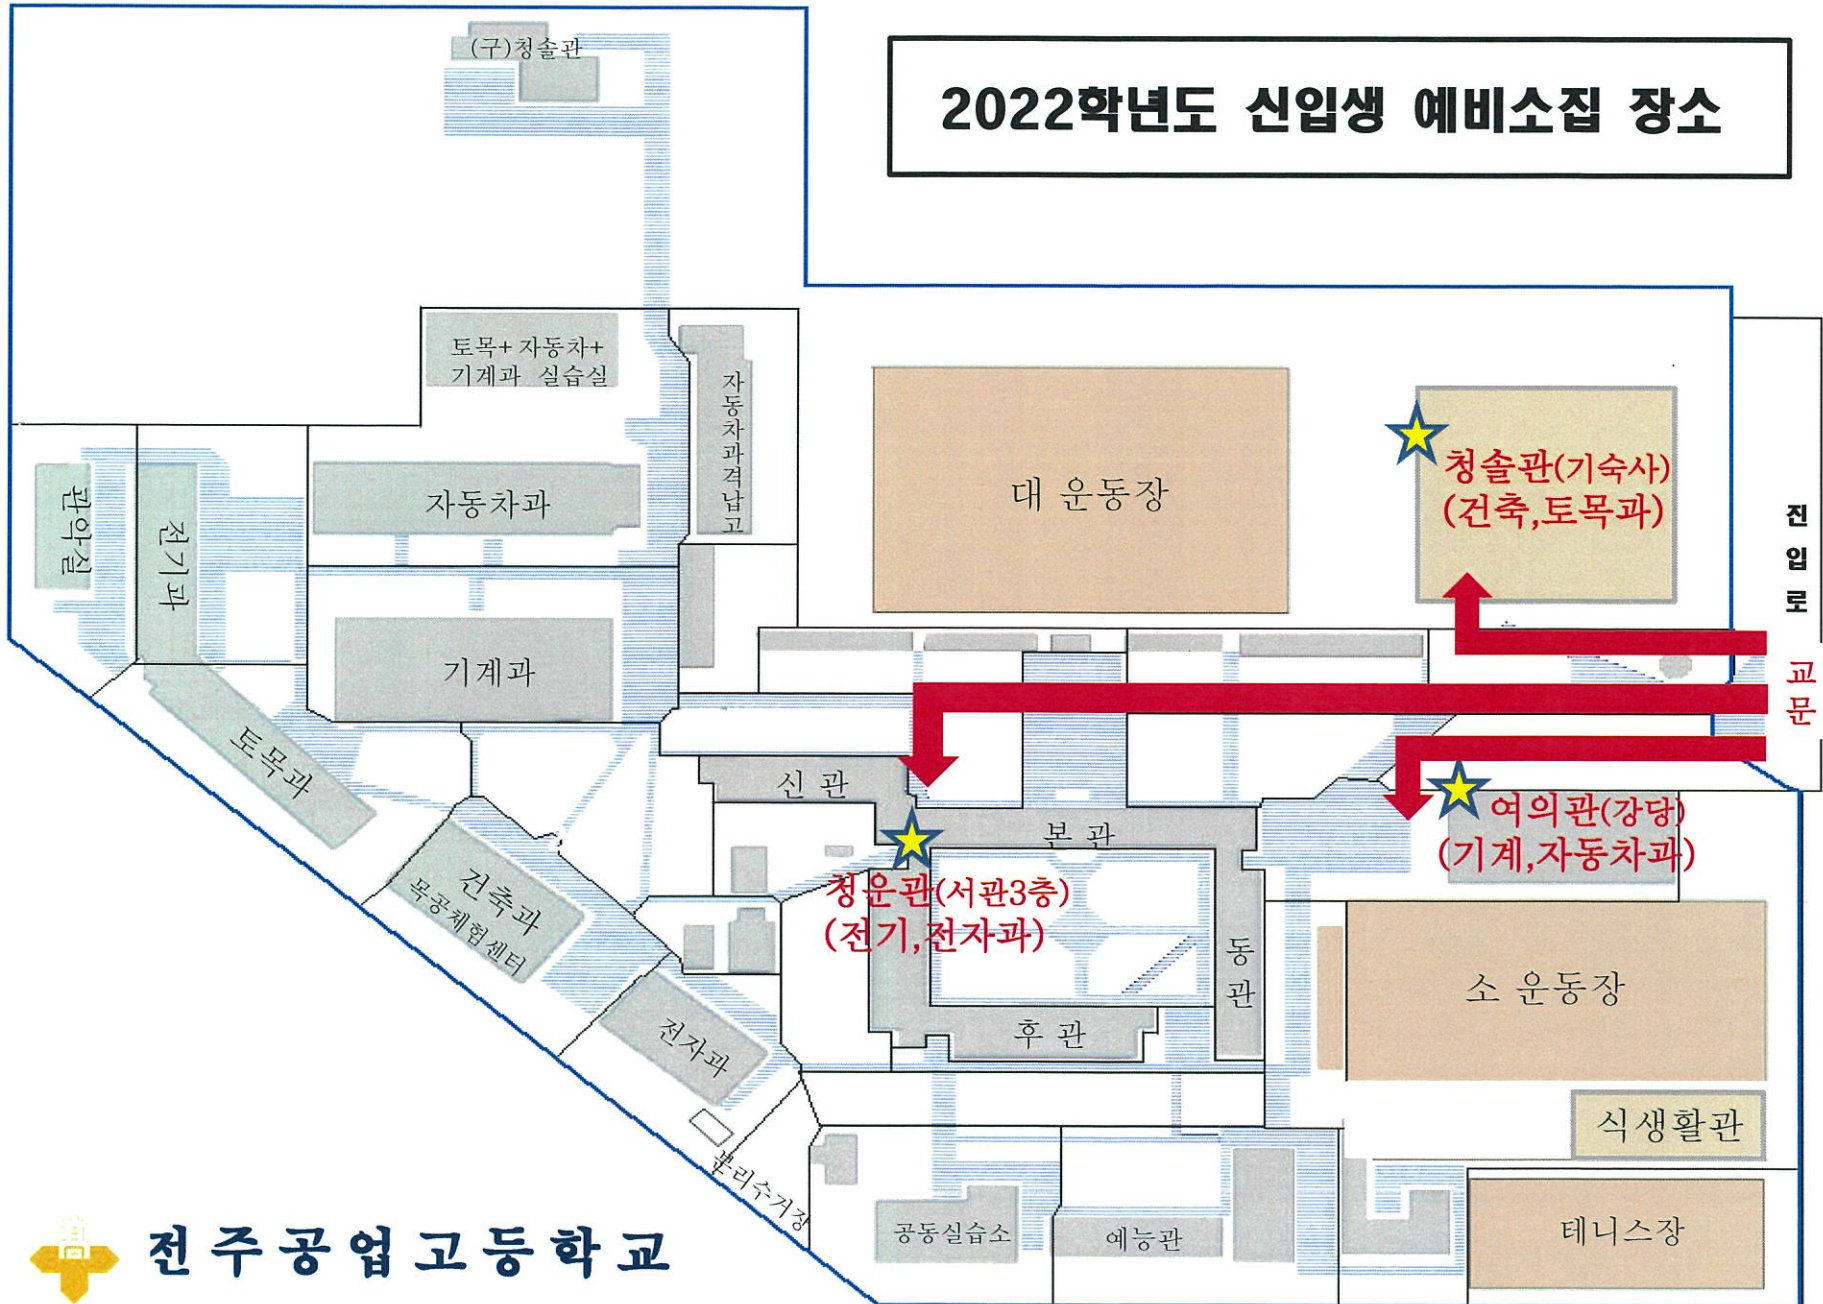 (구)청솔관
2022학년도 신입생 예비소집 장소
토목+ 자동차+
기계과 실습실
자동차과격납고
대 운동장
청솔관(기숙사)
(건축,토목과)
진입로
관악실
전기과
자동차과
기계과
교문
토목과
신 관
본 관
여의관(강당)
(기계,자동차과)
청운관(서관3층)
(전기,전자과)
건축과
목공체험센터
동관
소 운동장
전자과
후 관
식생활관
분리수거장
공동실습소
예능관
테니스장
高
전주공업고등학교